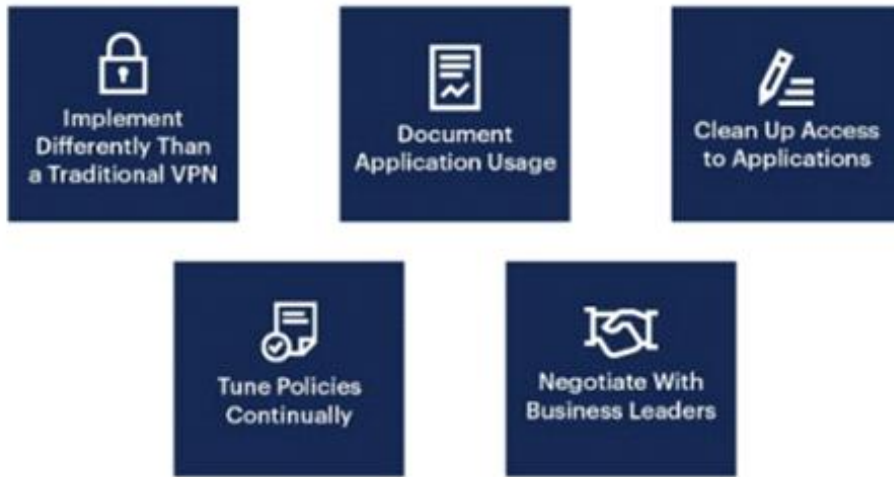 Implement
Differently Than
a Traditional VPN
Document
Application Usage
Clean Up Access
to Applications
Tune Policies
Continually
Negotiate With
Business Leaders